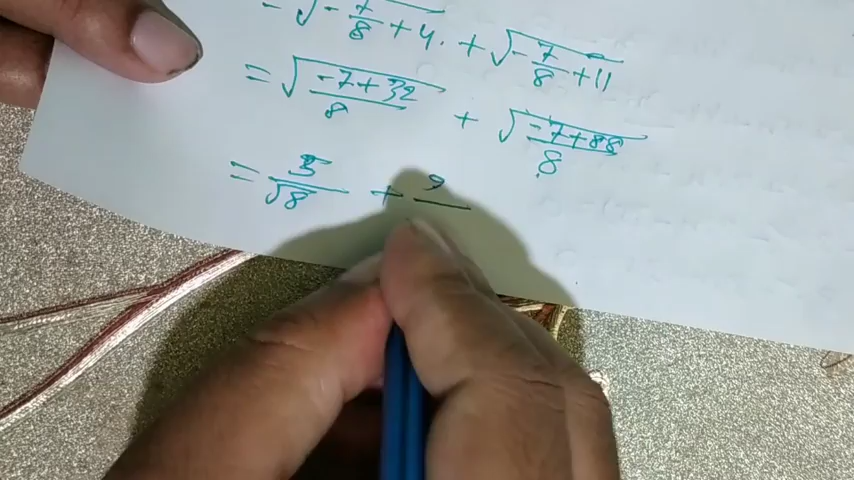 - √-7/8+4 . + √-7/8+11
= √-7+32/8 + √-7+88/8
= 5/√8 + 9/